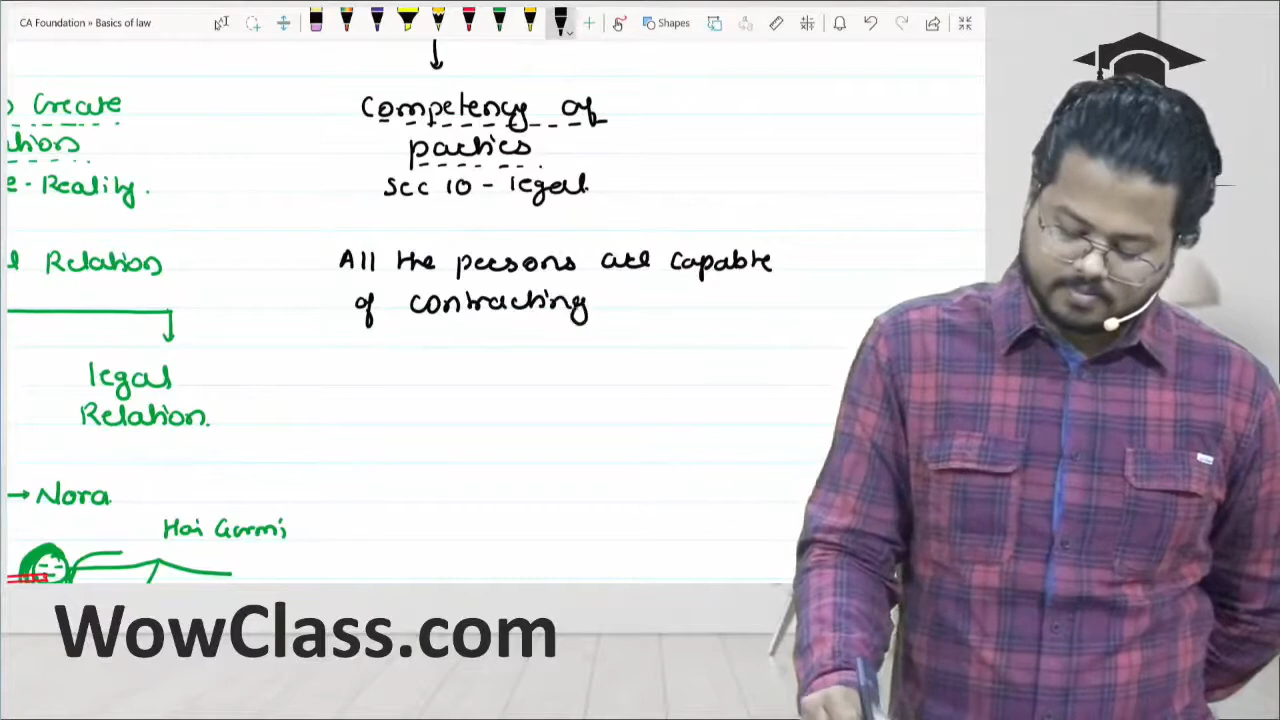 CA Foundation » Basics of law
Shapes
Create
Reality.
Relation
legal
Relation.
→ Nora
Hai Garmi
Competency of
parties
Sec 10 - legal
All the persons are capable
of contracting
WowClass.com